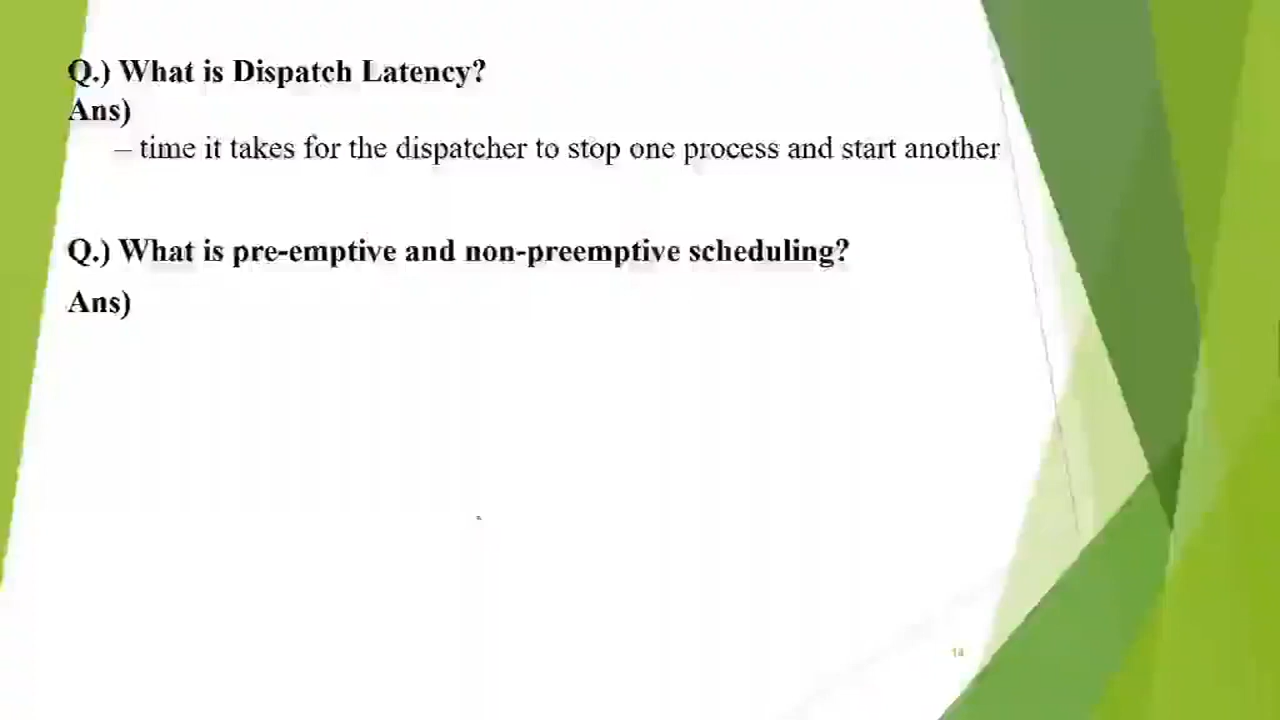 Q.) What is Dispatch Latency?
Ans)
– time it takes for the dispatcher to stop one process and start another
Q.) What is pre-emptive and non-preemptive scheduling?
Ans)
14